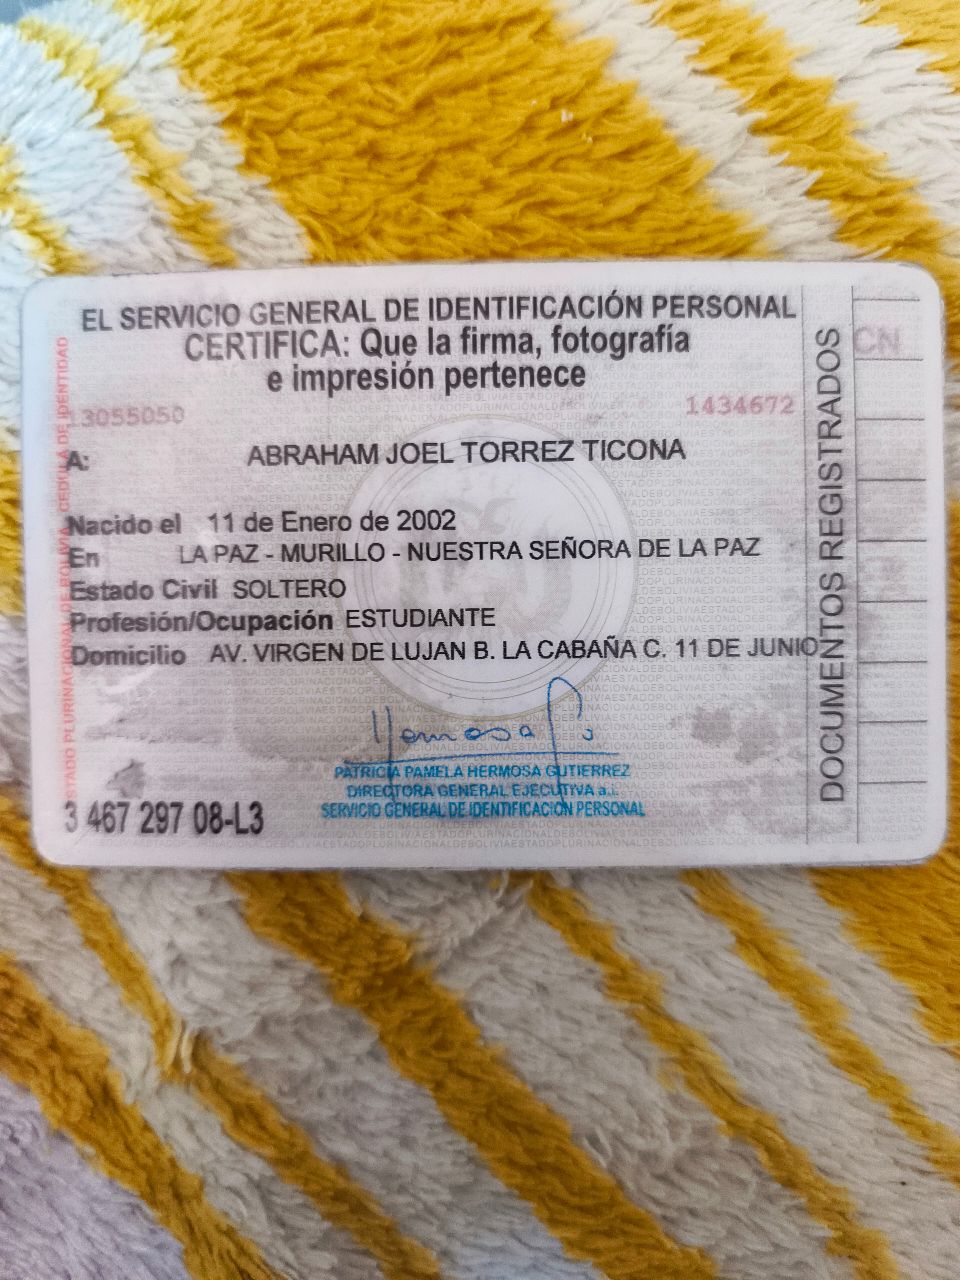 EL SERVICIO GENERAL DE IDENTIFICACIÓN PERSONAL
CERTIFICA: Que la firma, fotografía
e impresión pertenece
13055050
1434672
A: ABRAHAM JOEL TORREZ TICONA
Nacido el 11 de Enero de 2002
En LA PAZ - MURILLO - NUESTRA SEÑORA DE LA PAZ
Estado Civil SOLTERO
Profesión/Ocupación ESTUDIANTE
Domicilio AV. VIRGEN DE LUJAN B. LA CABAÑA C. 11 DE JUNIO
PATRICIA PAMELA HERMOSA GUTIERREZ
DIRECTORA GENERAL EJECUTIVA a.i.
SERVICIO GENERAL DE IDENTIFICACIÓN PERSONAL
3 467 297 08-L3
ESTADO PLURINACIONAL DE BOLIVIA CEDULA DE IDENTIDAD
DOCUMENTOS REGISTRADOS
CN